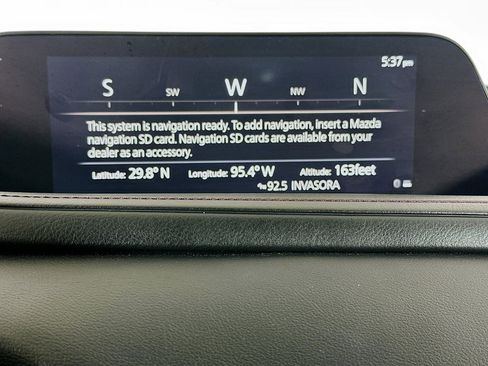 5:37pm
S SW W NW N
This system is navigation ready. To add navigation, insert a Mazda
navigation SD card. Navigation SD cards are available from your
dealer as an accessory.
Latitude: 29.8° N Longitude: 95.4° W Altitude: 163feet
92.5 INVASORA 0